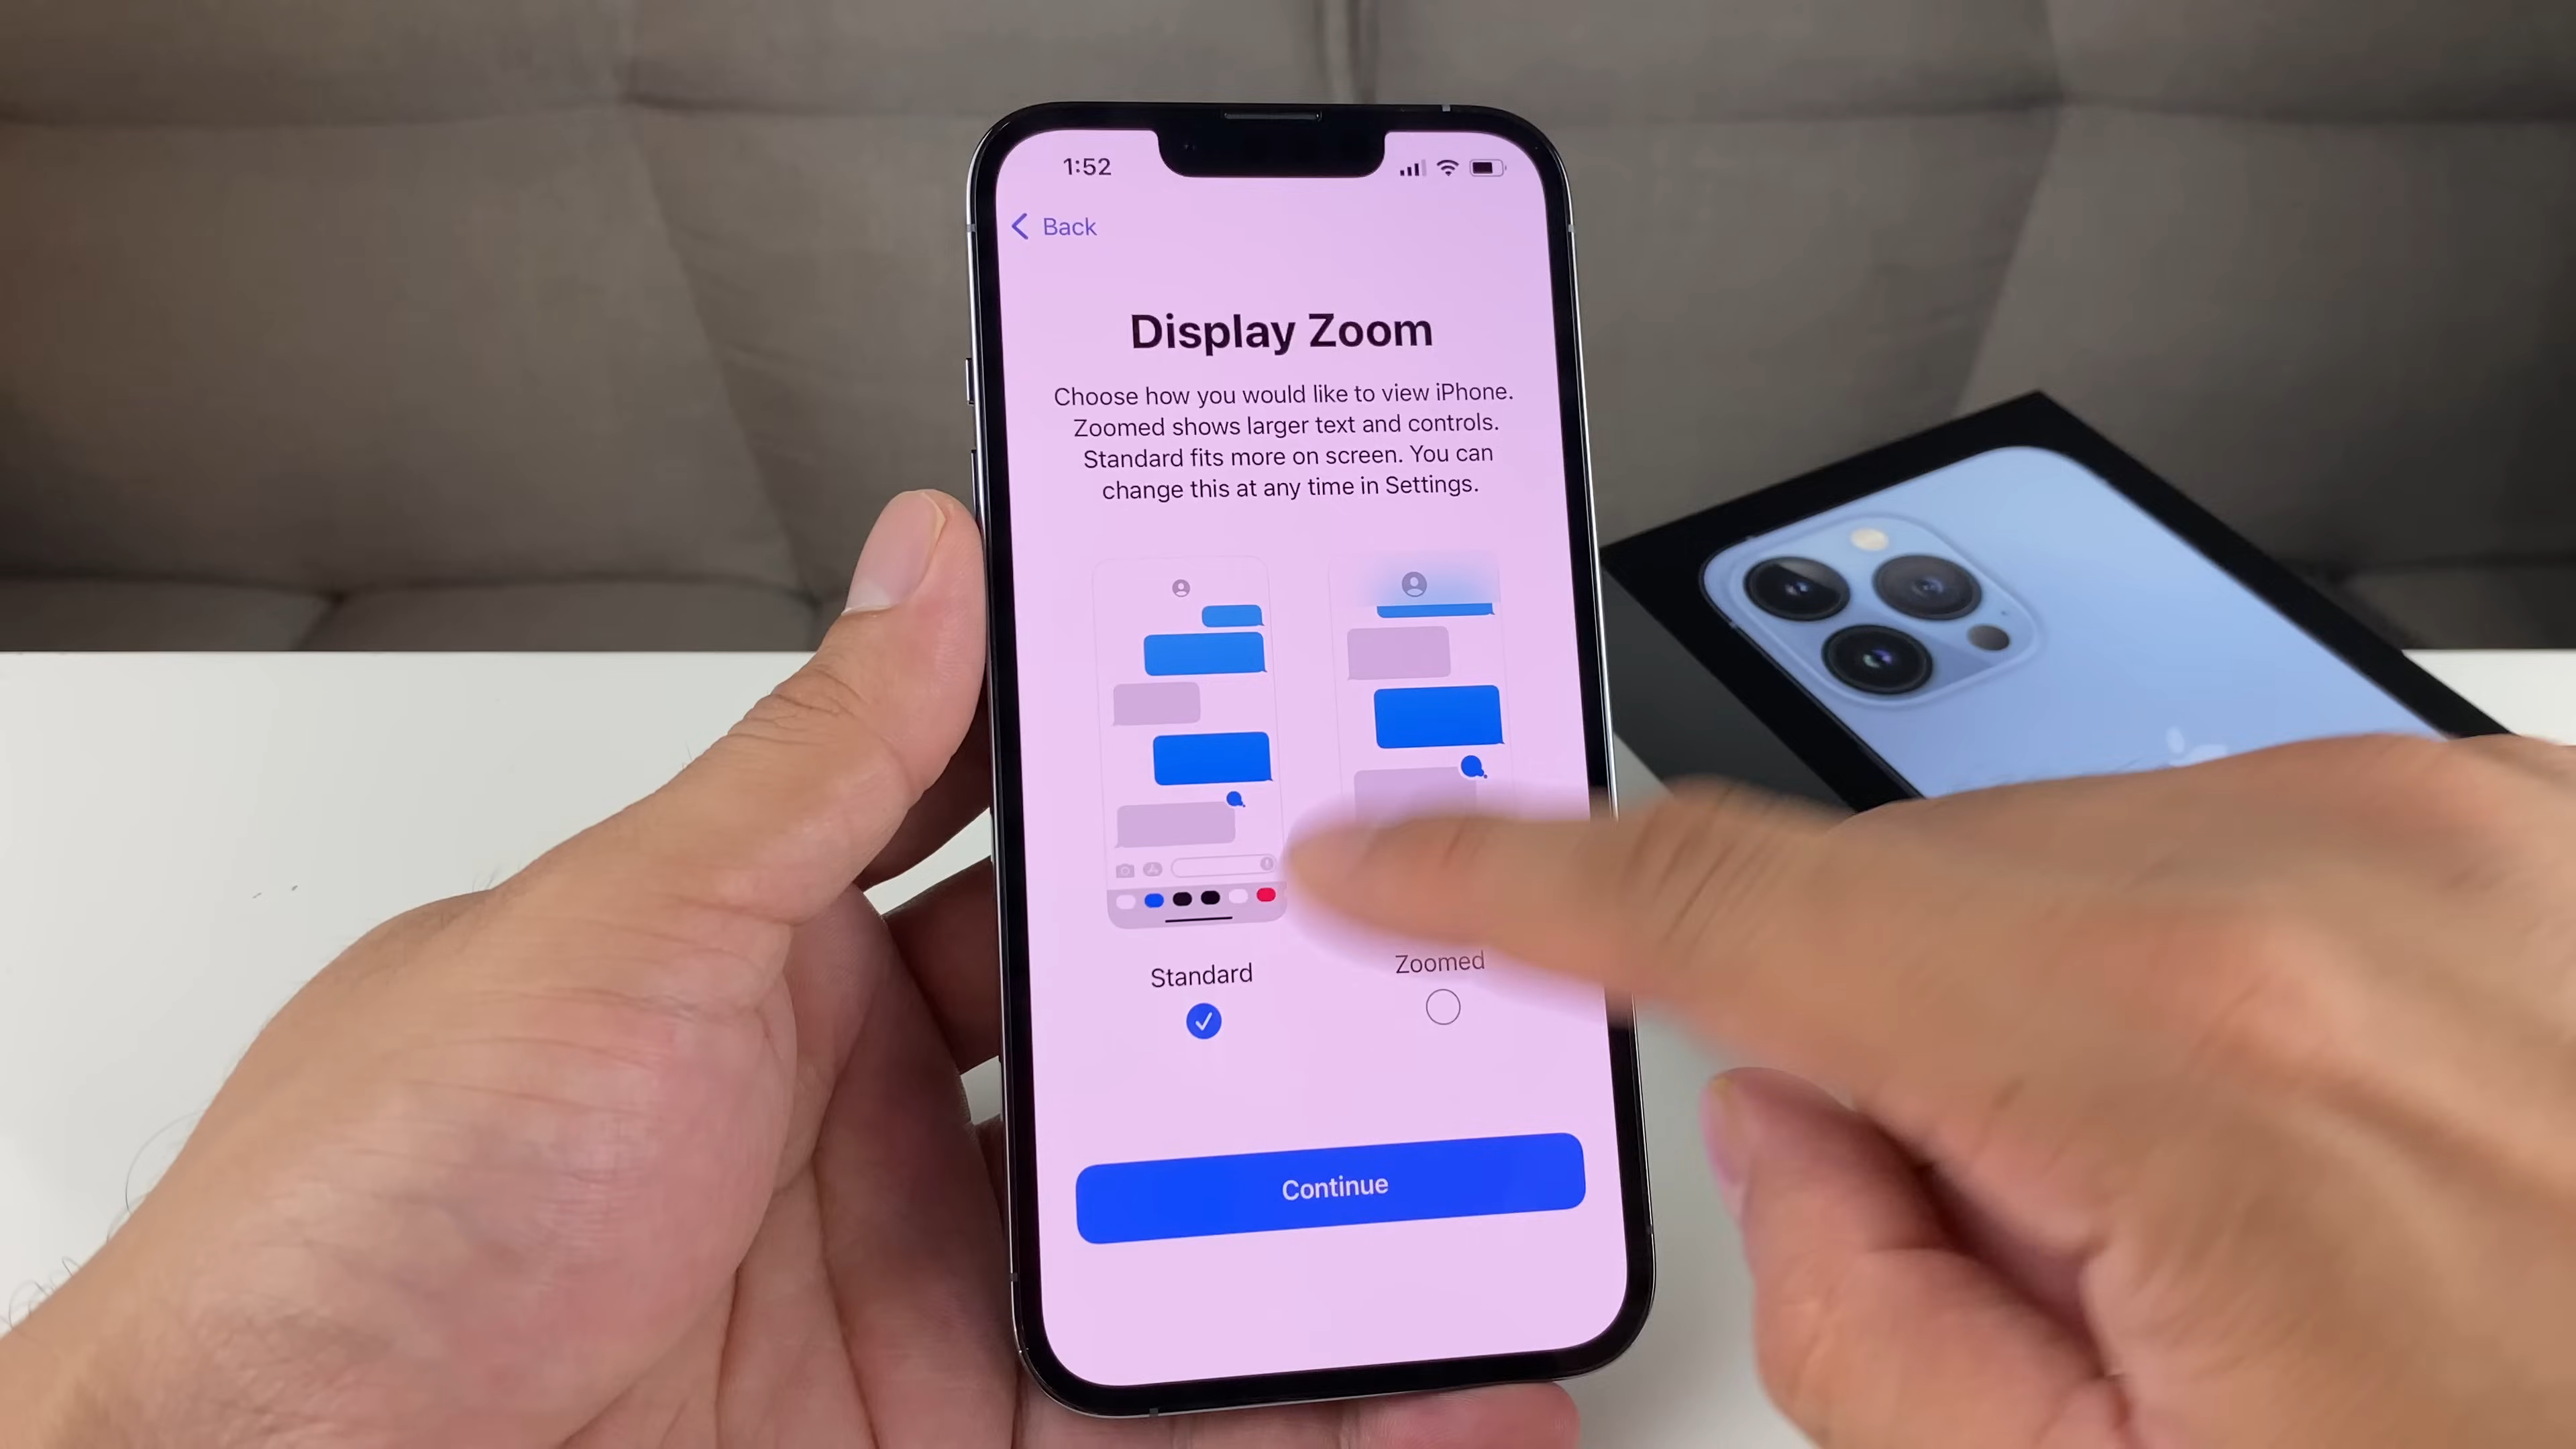 1:52
Back
Display Zoom
Choose how you would like to view iPhone.
Zoomed shows larger text and controls.
Standard fits more on screen. You can
change this at any time in Settings.
Standard
Zoomed
Continue